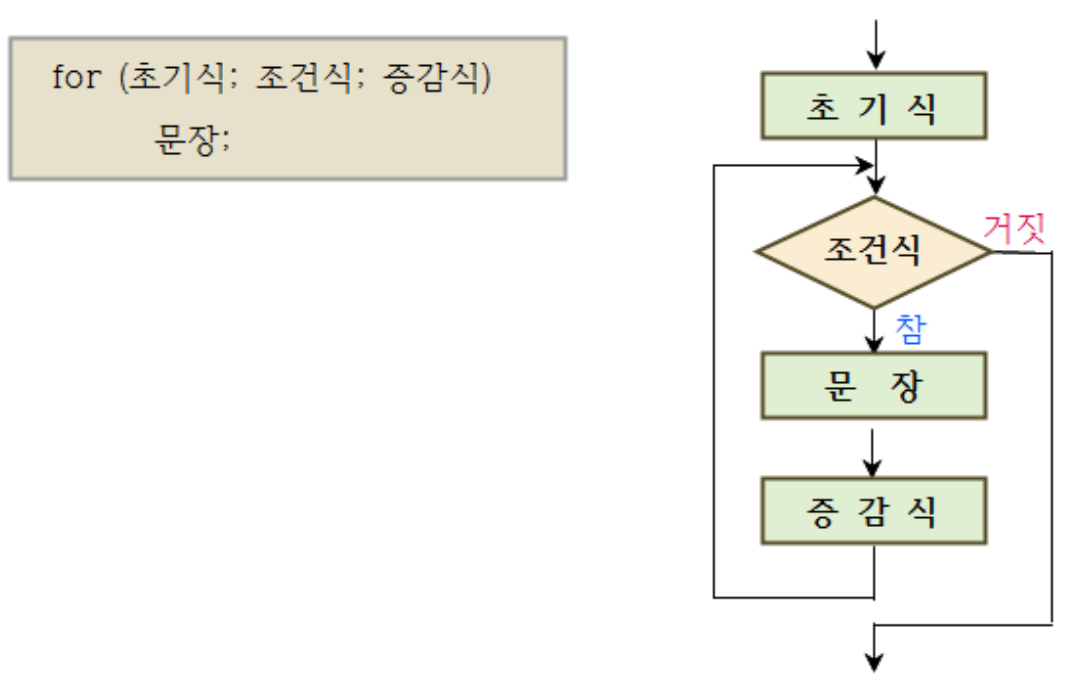 for (초기식; 조건식; 증감식)
문장;
초 기 식
조건식
거짓
참
문 장
증 감 식